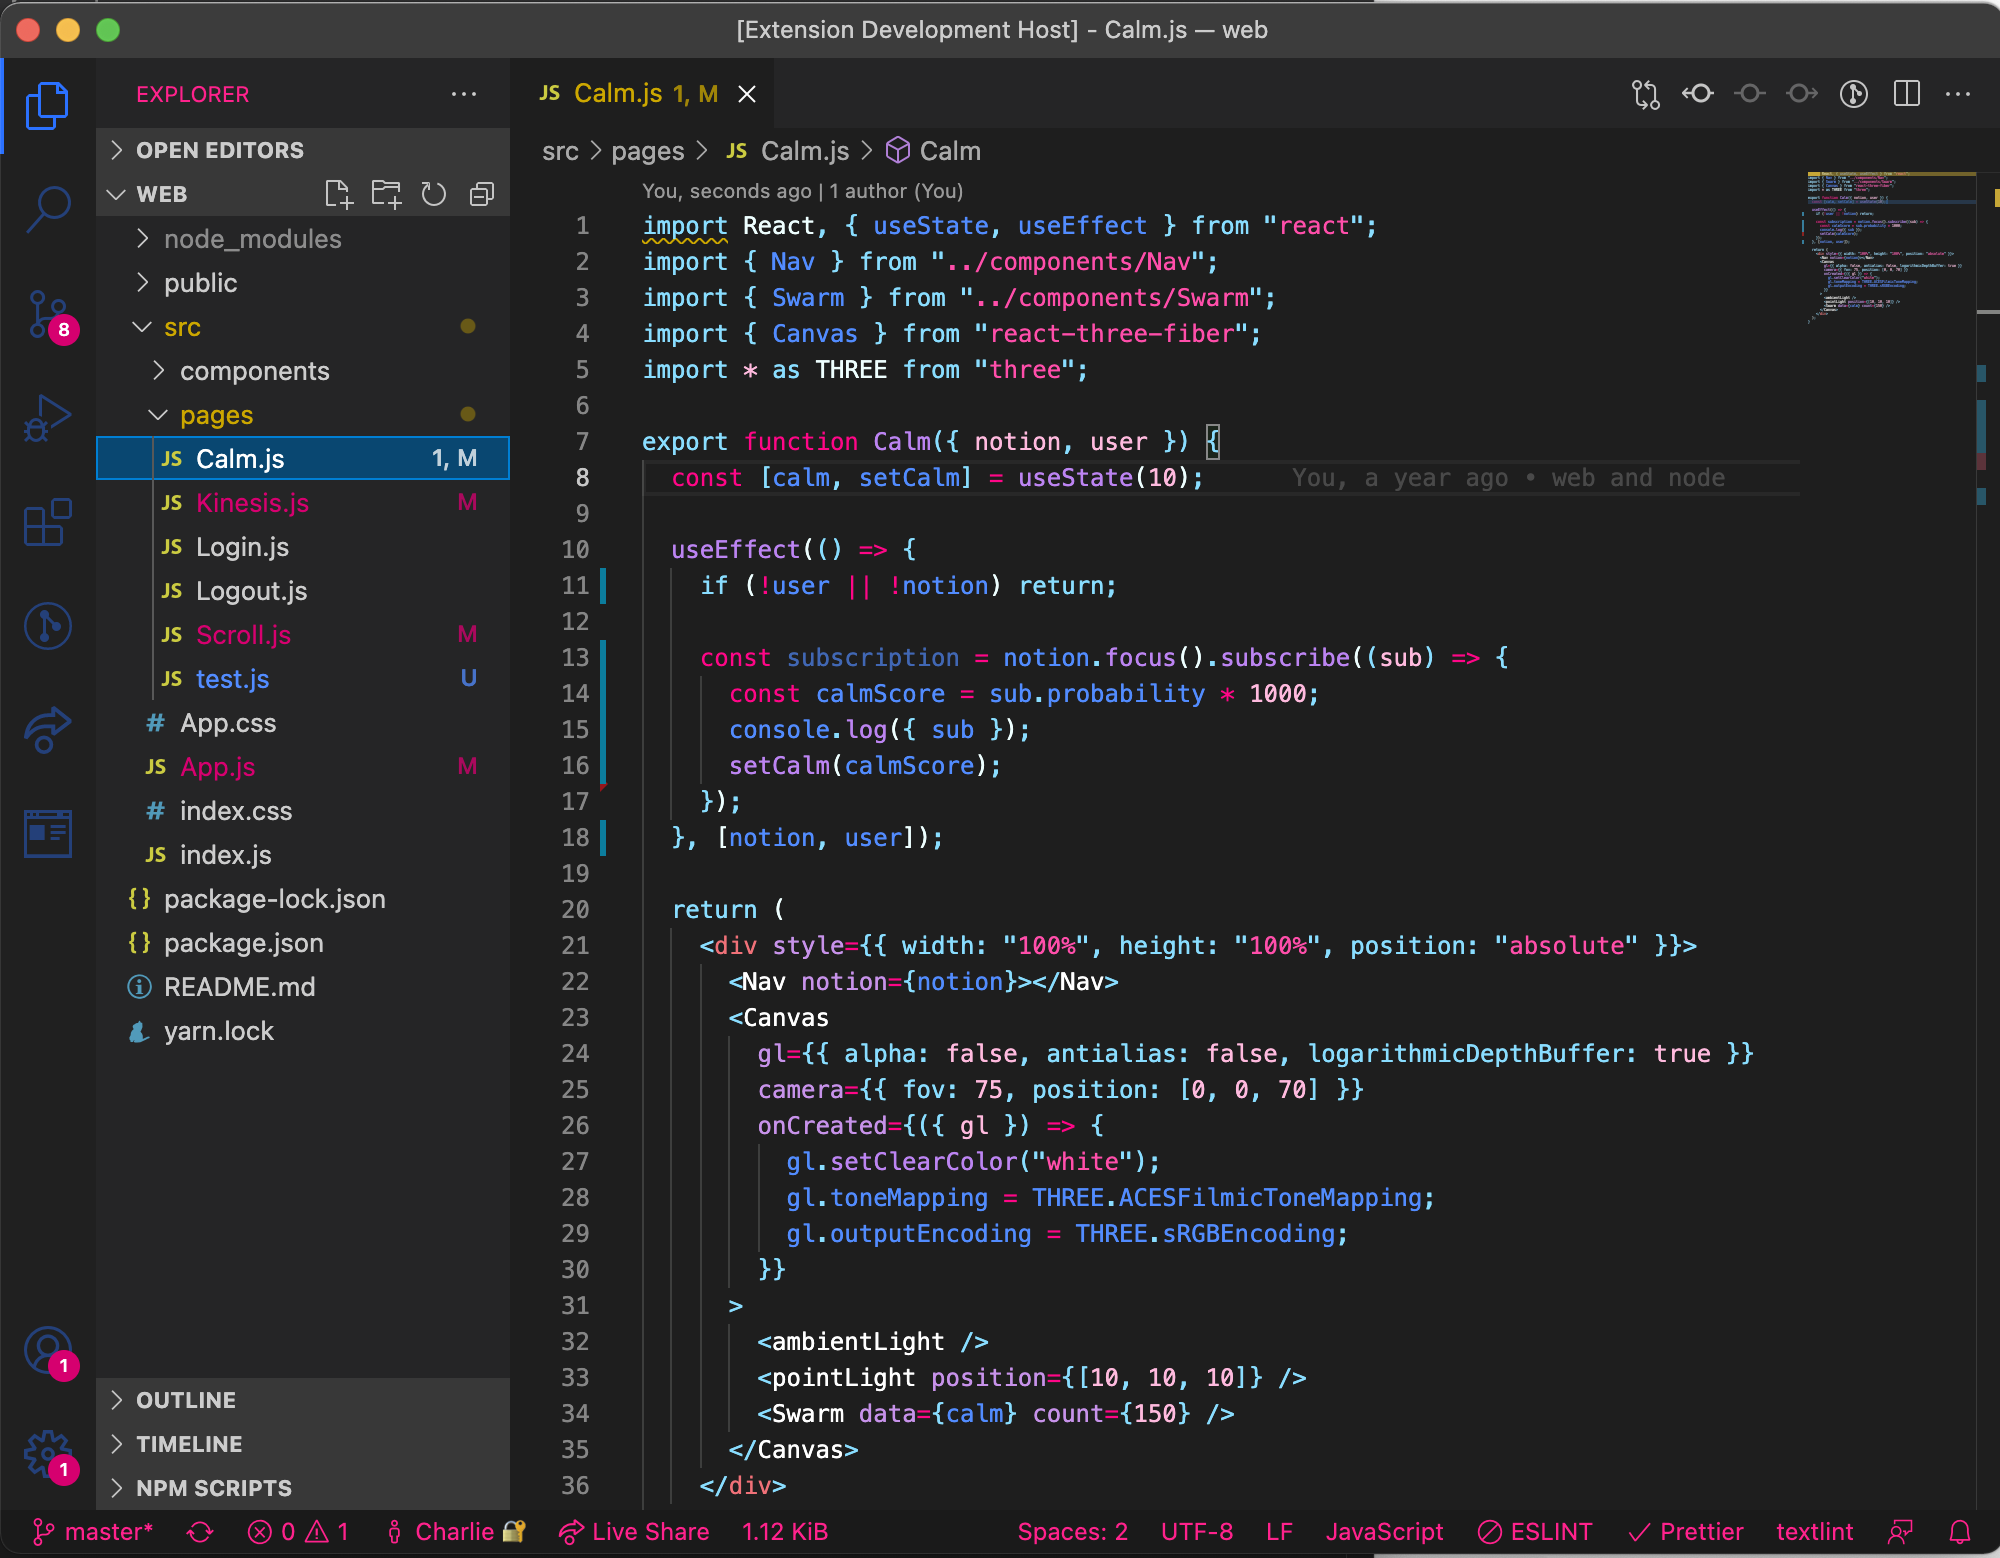 [Extension Development Host] - Calm.js — web
EXPLORER
OPEN EDITORS
WEB
node_modules
public
src
components
pages
JS Calm.js 1, M
JS Kinesis.js M
JS Login.js
JS Logout.js
JS Scroll.js M
JS test.js U
# App.css
JS App.js M
# index.css
JS index.js
{} package-lock.json
{} package.json
README.md
yarn.lock
OUTLINE
TIMELINE
NPM SCRIPTS
8
1
1
JS Calm.js 1, M
src > pages > JS Calm.js > Calm
You, seconds ago | 1 author (You)
1 import React, { useState, useEffect } from "react";
2 import { Nav } from "../components/Nav";
3 import { Swarm } from "../components/Swarm";
4 import { Canvas } from "react-three-fiber";
5 import * as THREE from "three";
6
7 export function Calm({ notion, user }) {
8 const [calm, setCalm] = useState(10); You, a year ago • web and node
9
10 useEffect(() => {
11 if (!user || !notion) return;
12
13 const subscription = notion.focus().subscribe((sub) => {
14 const calmScore = sub.probability * 1000;
15 console.log({ sub });
16 setCalm(calmScore);
17 });
18 }, [notion, user]);
19
20 return (
21 <div style={{ width: "100%", height: "100%", position: "absolute" }}>
22 <Nav notion={notion}></Nav>
23 <Canvas
24 gl={{ alpha: false, antialias: false, logarithmicDepthBuffer: true }}
25 camera={{ fov: 75, position: [0, 0, 70] }}
26 onCreated={({ gl }) => {
27 gl.setClearColor("white");
28 gl.toneMapping = THREE.ACESFilmicToneMapping;
29 gl.outputEncoding = THREE.sRGBEncoding;
30 }}
31 >
32 <ambientLight />
33 <pointLight position={[10, 10, 10]} />
34 <Swarm data={calm} count={150} />
35 </Canvas>
36 </div>
master* 0 1 Charlie Live Share 1.12 KiB Spaces: 2 UTF-8 LF JavaScript ESLINT Prettier textlint